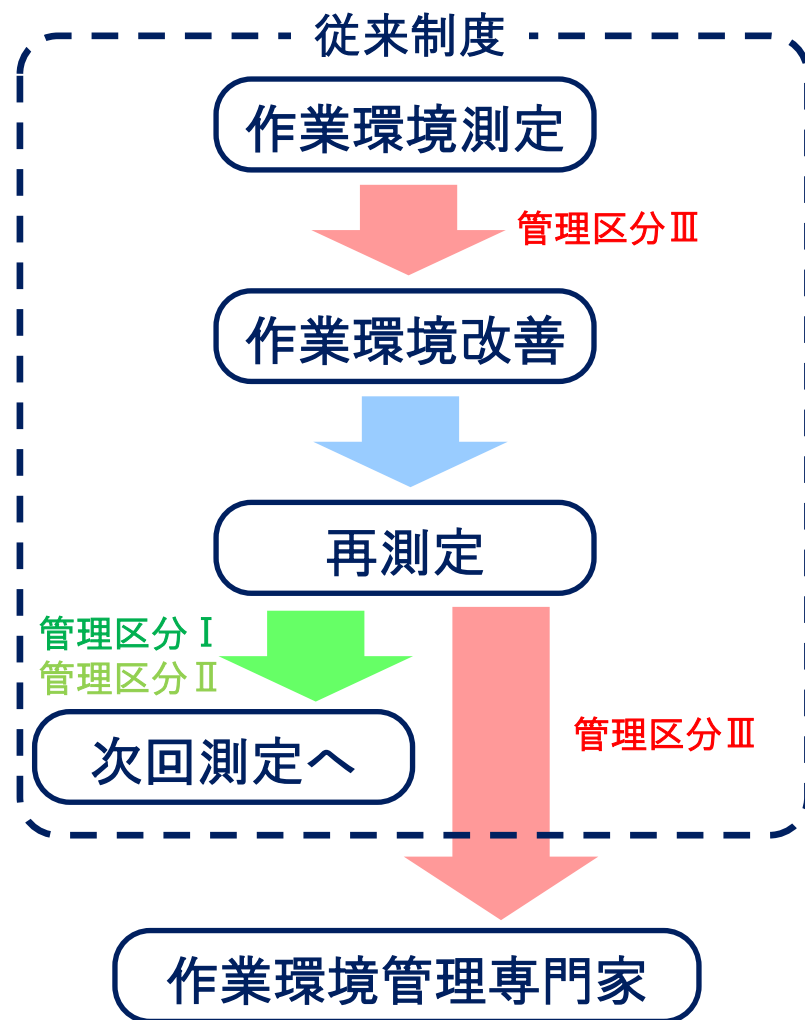 従来制度
作業環境測定
管理区分Ⅲ
作業環境改善
再測定
管理区分Ⅰ
管理区分Ⅱ
次回測定へ
管理区分Ⅲ
作業環境管理専門家